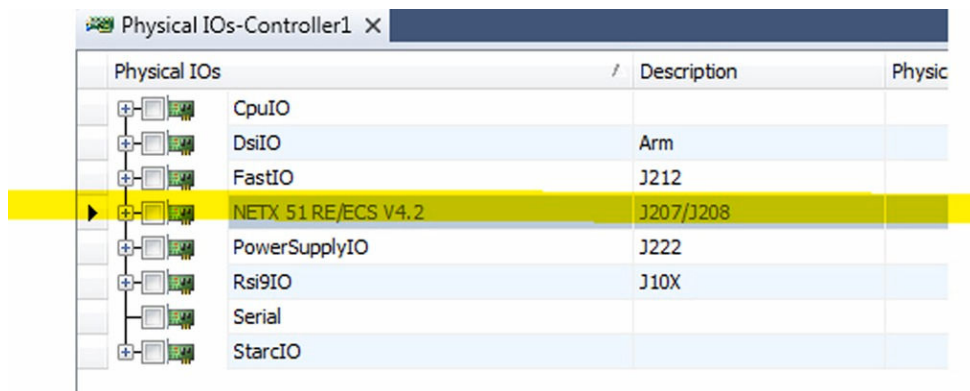 Physical IOs-Controller1
Physical IOs Description Physic
CpuIO
DsiIO Arm
FastIO J212
NETX 51 RE/ECS V4.2 J207/J208
PowerSupplyIO J222
Rsi9IO J10X
Serial
StarcIO